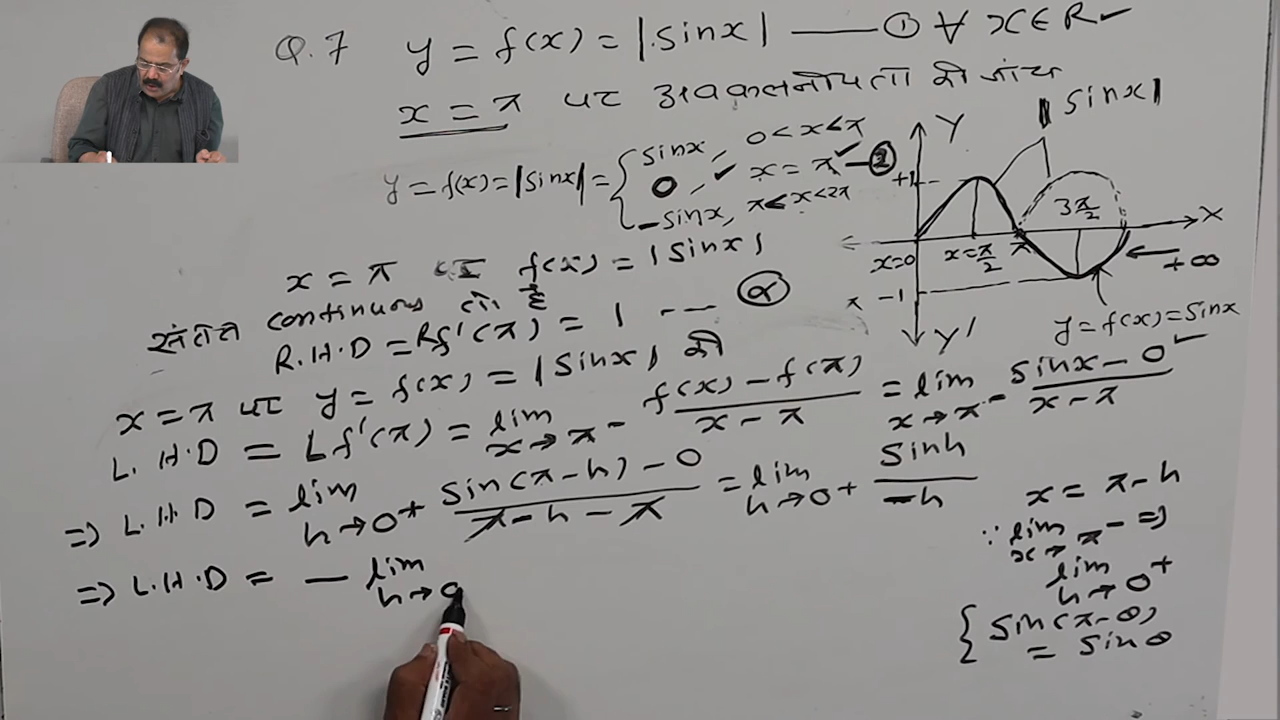 Q.7 y = f(x) = |sinx| —— ① ∀ x∈R ✓
x = π पर अवकलनीयता की जांच
y = f(x) = |sinx| = { sinx, 0 < x < π
0, ✓ x = π ✓ — ②
-sinx, π < x < 2π
x = π f(x) = |sinx|
संतत continuous तो है
R.H.D = Rf'(π) = 1 --- (α)
x = π पर y = f(x) = |sinx| की
L.H.D = Lf'(π) = lim x→π- f(x) - f(π) / x - π = lim x→π- sinx - 0 / x - π ✓
=> L.H.D = lim h→0+ sin(π-h) - 0 / π - h - π = lim h→0+ sinh / -h
=> L.H.D = - lim h→0
|sinx|
Y
+1
3π/2
X
x=0 x=π/2 π
+∞
-1
Y'
y = f(x) = sinx
x = π - h
∵ lim x→π- =>
lim h→0+
{ sin(π-θ)
= sinθ